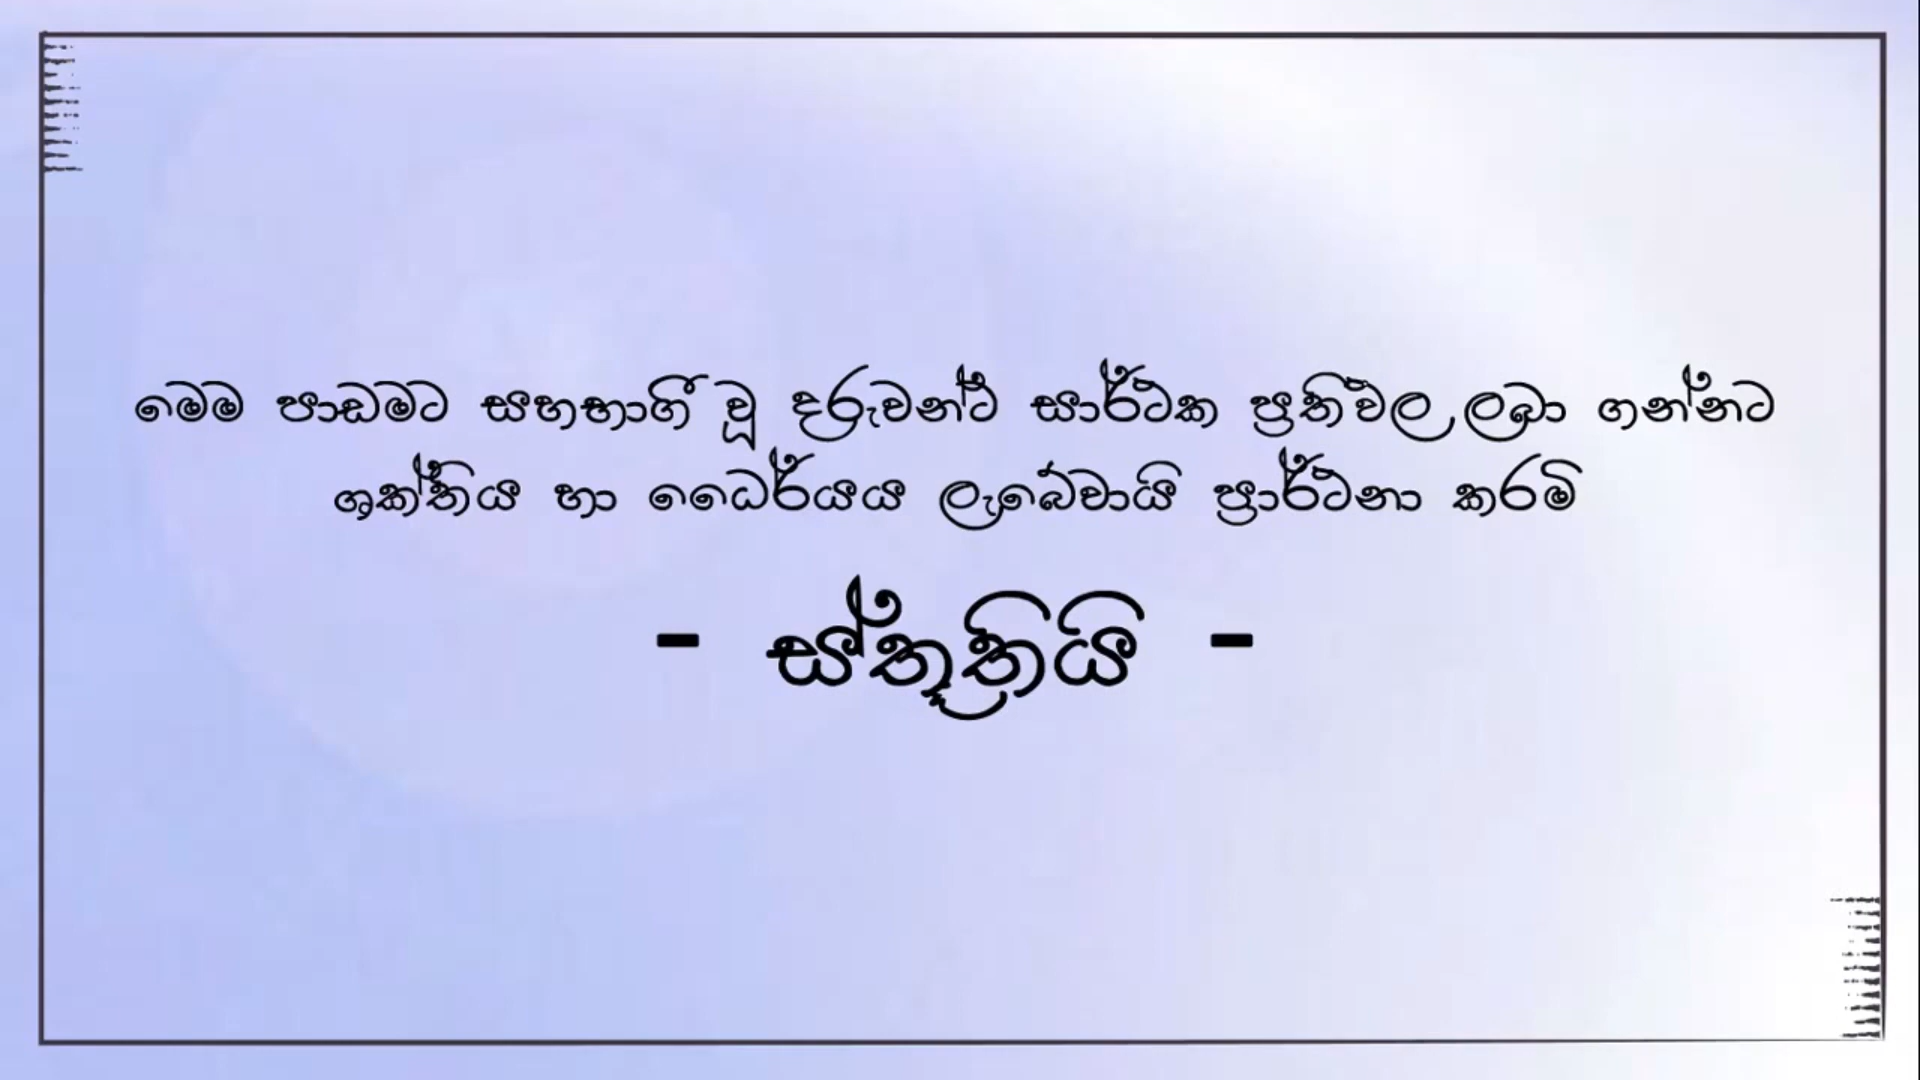 මෙම පාඩමට සහභාගී වූ දරුවන්ට සාර්ථක ප්‍රතිඵල ලබා ගන්නට
ශක්තිය හා ධෛර්යය ලැබේවායි ප්‍රාර්ථනා කරමි
- ස්තූත්‍රියි -